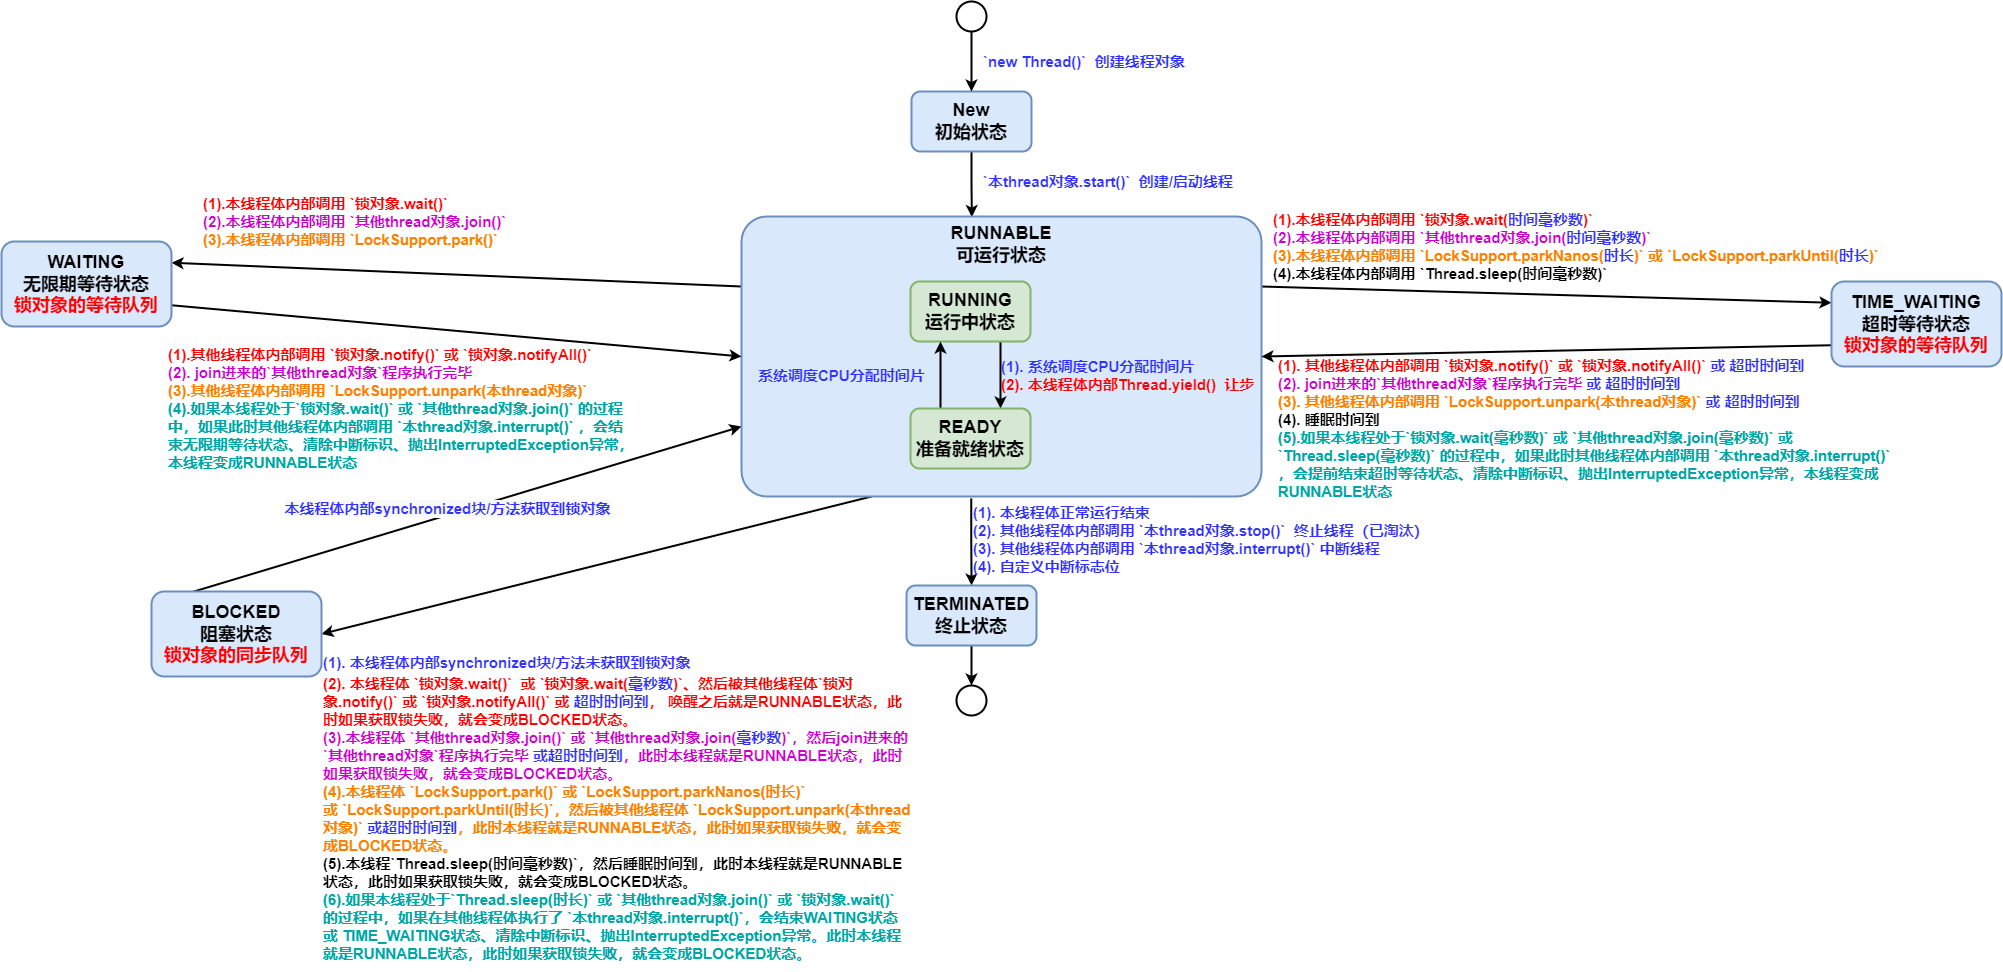 `new Thread()` 创建线程对象
New
初始状态
`本thread对象.start()` 创建/启动线程
(1).本线程体内部调用 `锁对象.wait()`
(2).本线程体内部调用 `其他thread对象.join()`
(3).本线程体内部调用 `LockSupport.park()`
WAITING
无限期等待状态
锁对象的等待队列
RUNNABLE
可运行状态
RUNNING
运行中状态
系统调度CPU分配时间片
(1). 系统调度CPU分配时间片
(2). 本线程体内部Thread.yield() 让步
READY
准备就绪状态
(1).本线程体内部调用 `锁对象.wait(时间毫秒数)`
(2).本线程体内部调用 `其他thread对象.join(时间毫秒数)`
(3).本线程体内部调用 `LockSupport.parkNanos(时长)` 或 `LockSupport.parkUntil(时长)`
(4).本线程体内部调用 `Thread.sleep(时间毫秒数)`
TIME_WAITING
超时等待状态
锁对象的等待队列
(1).其他线程体内部调用 `锁对象.notify()` 或 `锁对象.notifyAll()`
(2). join进来的`其他thread对象`程序执行完毕
(3).其他线程体内部调用 `LockSupport.unpark(本thread对象)`
(4).如果本线程处于`锁对象.wait()` 或 `其他thread对象.join()` 的过程
中，如果此时其他线程体内部调用 `本thread对象.interrupt()` ，会结
束无限期等待状态、清除中断标识、抛出InterruptedException异常，
本线程变成RUNNABLE状态
(1). 其他线程体内部调用 `锁对象.notify()` 或 `锁对象.notifyAll()` 或 超时时间到
(2). join进来的`其他thread对象`程序执行完毕 或 超时时间到
(3). 其他线程体内部调用 `LockSupport.unpark(本thread对象)` 或 超时时间到
(4). 睡眠时间到
(5).如果本线程处于`锁对象.wait(毫秒数)` 或 `其他thread对象.join(毫秒数)` 或
`Thread.sleep(毫秒数)` 的过程中，如果此时其他线程体内部调用 `本thread对象.interrupt()`
，会提前结束超时等待状态、清除中断标识、抛出InterruptedException异常，本线程变成
RUNNABLE状态
本线程体内部synchronized块/方法获取到锁对象
(1). 本线程体正常运行结束
(2). 其他线程体内部调用 `本thread对象.stop()` 终止线程（已淘汰）
(3). 其他线程体内部调用 `本thread对象.interrupt()` 中断线程
(4). 自定义中断标志位
TERMINATED
终止状态
BLOCKED
阻塞状态
锁对象的同步队列
(1). 本线程体内部synchronized块/方法未获取到锁对象
(2). 本线程体 `锁对象.wait()` 或 `锁对象.wait(毫秒数)`、然后被其他线程体`锁对
象.notify()` 或 `锁对象.notifyAll()` 或 超时时间到， 唤醒之后就是RUNNABLE状态，此
时如果获取锁失败，就会变成BLOCKED状态。
(3).本线程体 `其他thread对象.join()` 或 `其他thread对象.join(毫秒数)`，然后join进来的
`其他thread对象`程序执行完毕 或超时时间到，此时本线程就是RUNNABLE状态，此时
如果获取锁失败，就会变成BLOCKED状态。
(4).本线程体 `LockSupport.park()` 或 `LockSupport.parkNanos(时长)`
或 `LockSupport.parkUntil(时长)`，然后被其他线程体 `LockSupport.unpark(本thread
对象)` 或超时时间到，此时本线程就是RUNNABLE状态，此时如果获取锁失败，就会变
成BLOCKED状态。
(5).本线程`Thread.sleep(时间毫秒数)`，然后睡眠时间到，此时本线程就是RUNNABLE
状态，此时如果获取锁失败，就会变成BLOCKED状态。
(6).如果本线程处于`Thread.sleep(时长)` 或 `其他thread对象.join()` 或 `锁对象.wait()`
的过程中，如果在其他线程体执行了 `本thread对象.interrupt()`，会结束WAITING状态
或 TIME_WAITING状态、清除中断标识、抛出InterruptedException异常。此时本线程
就是RUNNABLE状态，此时如果获取锁失败，就会变成BLOCKED状态。